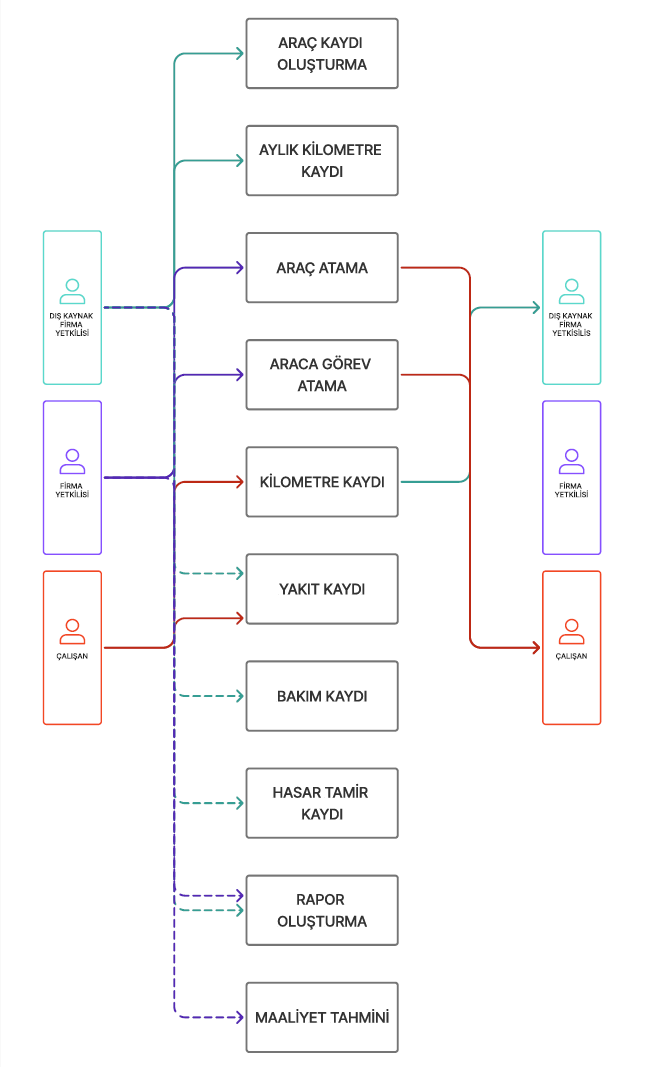 ARAÇ KAYDI
OLUŞTURMA
AYLIK KİLOMETRE
KAYDI
ARAÇ ATAMA
ARACA GÖREV
ATAMA
KİLOMETRE KAYDI
YAKIT KAYDI
BAKIM KAYDI
HASAR TAMİR
KAYDI
RAPOR
OLUŞTURMA
MAALİYET TAHMİNİ
DIŞ KAYNAK
FİRMA
YETKİLİSİ
FİRMA
YETKİLİSİ
ÇALIŞAN
DIŞ KAYNAK
FİRMA
YETKİSİLİS
FİRMA
YETKİLİSİ
ÇALIŞAN